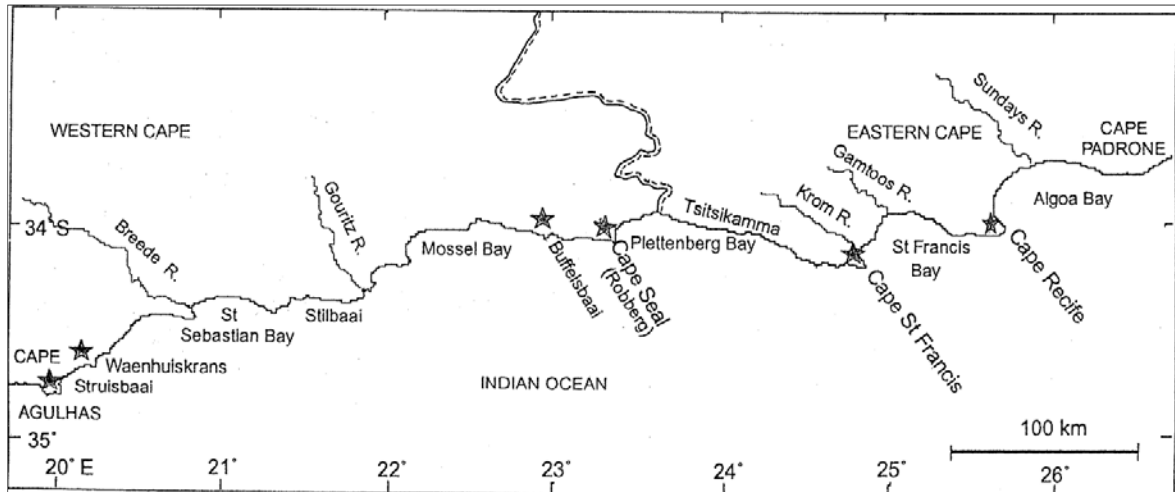 WESTERN CAPE
EASTERN CAPE
CAPE
PADRONE
Sundays R.
Gamtoos R.
Krom R.
Algoa Bay
Tsitsikamma
Gouritz R.
Breede R.
34˚S
Mossel Bay
Plettenberg Bay
St Francis
Bay
Buffelsbaai
Cape Seal
(Robberg)
Cape St Francis
Cape Recife
St
Sebastian Bay
Stilbaai
CAPE
AGULHAS
Waenhuiskrans
Struisbaai
INDIAN OCEAN
100 km
35˚
20˚ E
21˚
22˚
23˚
24˚
25˚
26˚